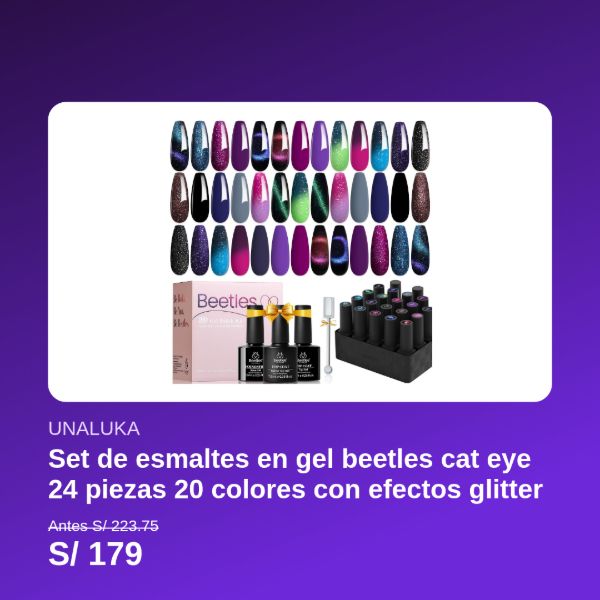 Beetles
UNALUKA
Set de esmaltes en gel beetles cat eye
24 piezas 20 colores con efectos glitter
Antes S/ 223.75
S/ 179